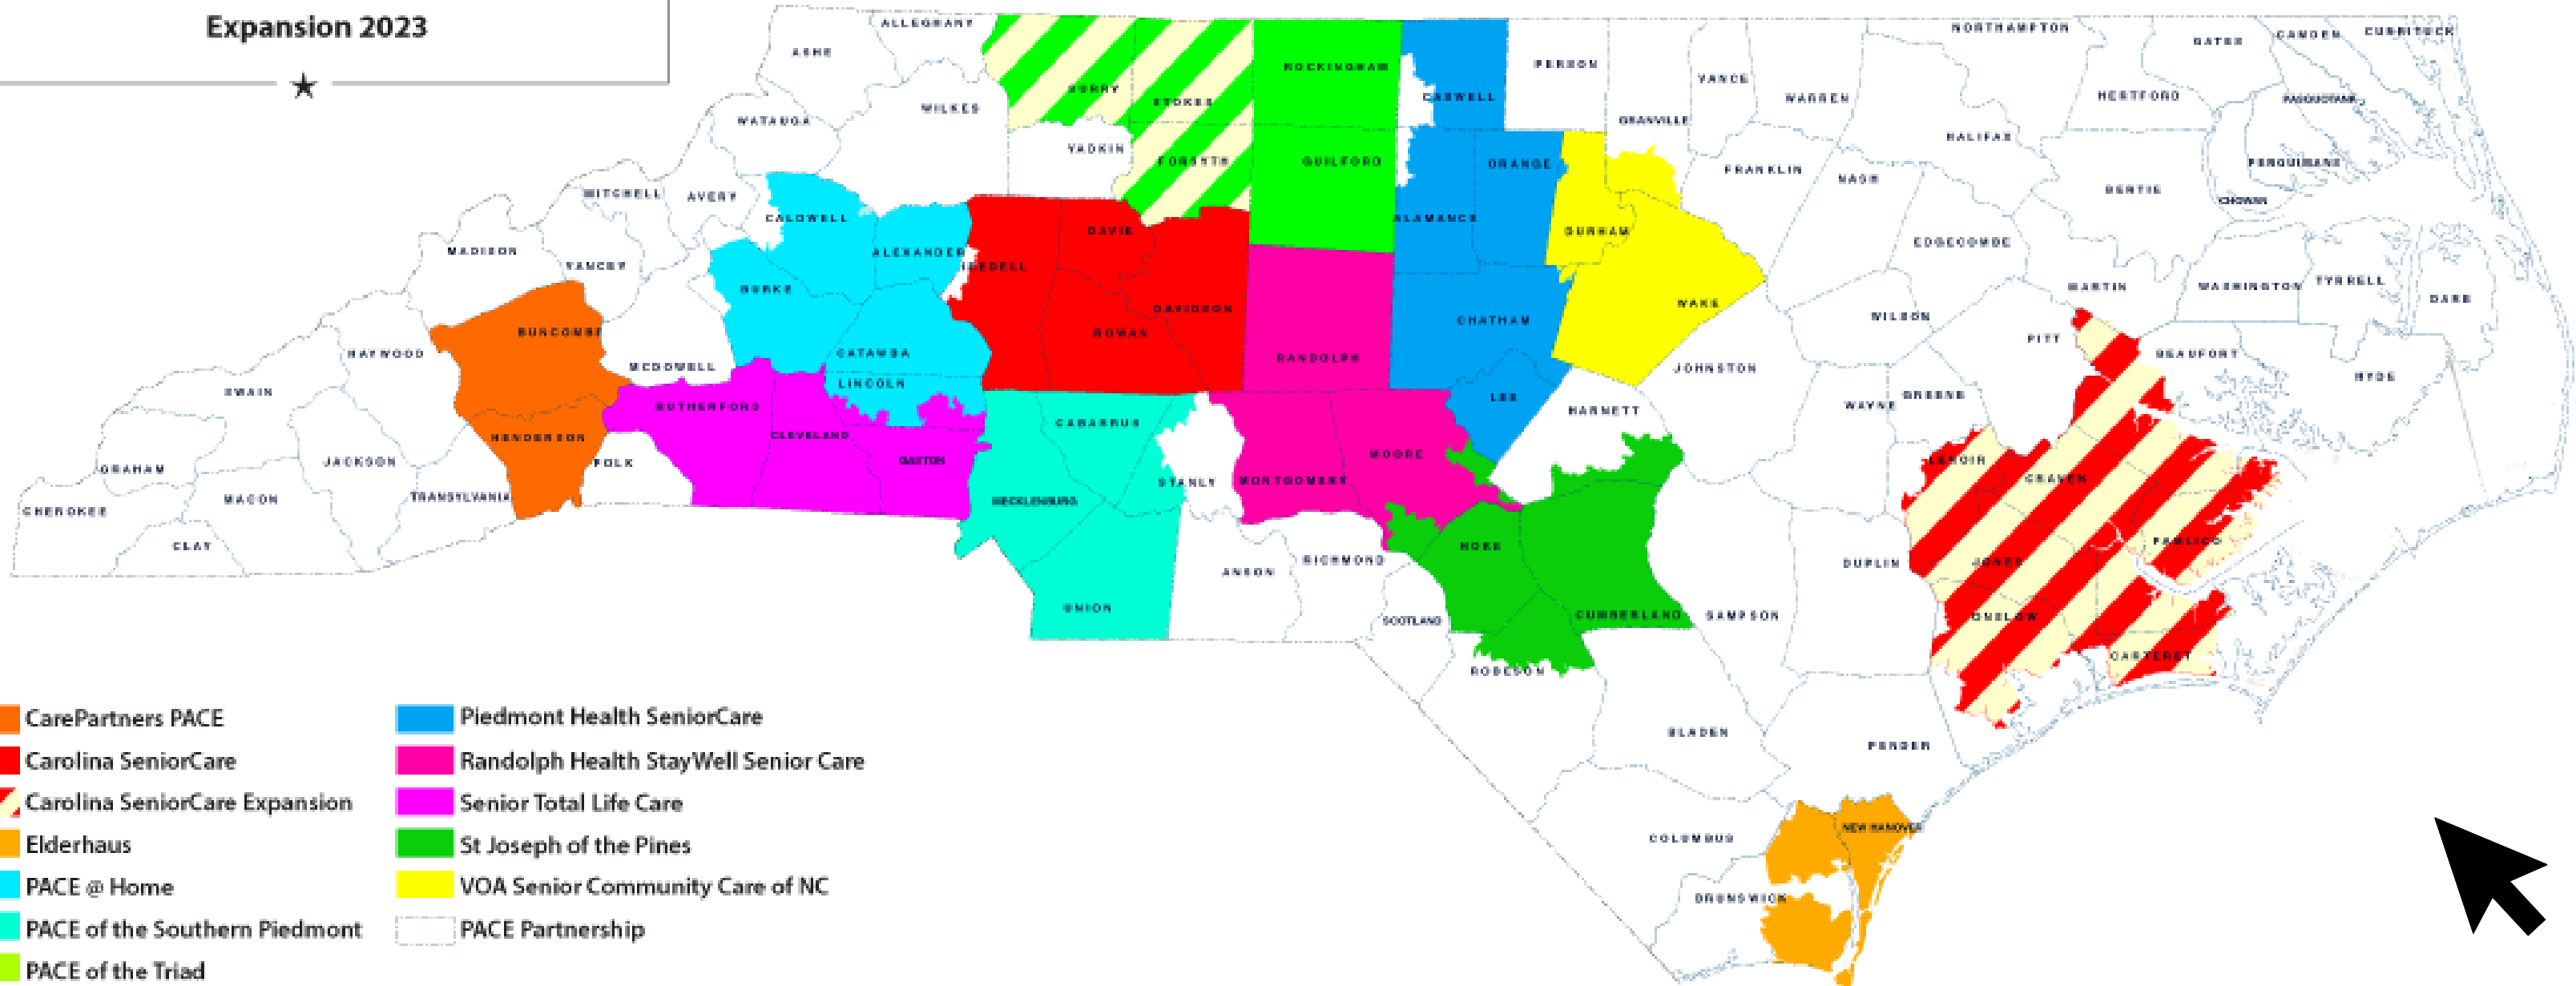 Expansion 2023
ALLEGHANY
NORTHAMPTON
GATES
CAMDEN
CURRITUCK
ASHE
SURRY
STOKES
ROCKINGHAM
CASWELL
PERSON
VANCE
WARREN
HERTFORD
PASQUOTANK
WILKES
WATAUGA
GRANVILLE
HALIFAX
YADKIN
FORSYTH
GUILFORD
ORANGE
FRANKLIN
NASH
PERQUIMANS
BERTIE
CHOWAN
MITCHELL
AVERY
CALDWELL
ALAMANCE
DURHAM
EDGECOMBE
MADISON
YANCEY
ALEXANDER
IREDELL
DAVIE
BURKE
DAVIDSON
WAKE
MARTIN
WASHINGTON
TYRRELL
DARE
BUNCOMBE
ROWAN
CHATHAM
WILSON
PITT
HAYWOOD
MCDOWELL
CATAWBA
RANDOLPH
JOHNSTON
BEAUFORT
HYDE
SWAIN
LINCOLN
LEE
HARNETT
WAYNE
GREENE
RUTHERFORD
CLEVELAND
CABARRUS
HENDERSON
POLK
GASTON
MOORE
LENOIR
CRAVEN
GRAHAM
JACKSON
STANLY
MONTGOMERY
CHEROKEE
MACON
TRANSYLVANIA
MECKLENBURG
CLAY
HOKE
PAMLICO
ANSON
RICHMOND
DUPLIN
JONES
UNION
SCOTLAND
CUMBERLAND
SAMPSON
ONSLOW
ROBESON
CARTERET
BLADEN
PENDER
COLUMBUS
NEW HANOVER
BRUNSWICK
CarePartners PACE
Carolina SeniorCare
Carolina SeniorCare Expansion
Elderhaus
PACE @ Home
PACE of the Southern Piedmont
PACE of the Triad
Piedmont Health SeniorCare
Randolph Health StayWell Senior Care
Senior Total Life Care
St Joseph of the Pines
VOA Senior Community Care of NC
PACE Partnership